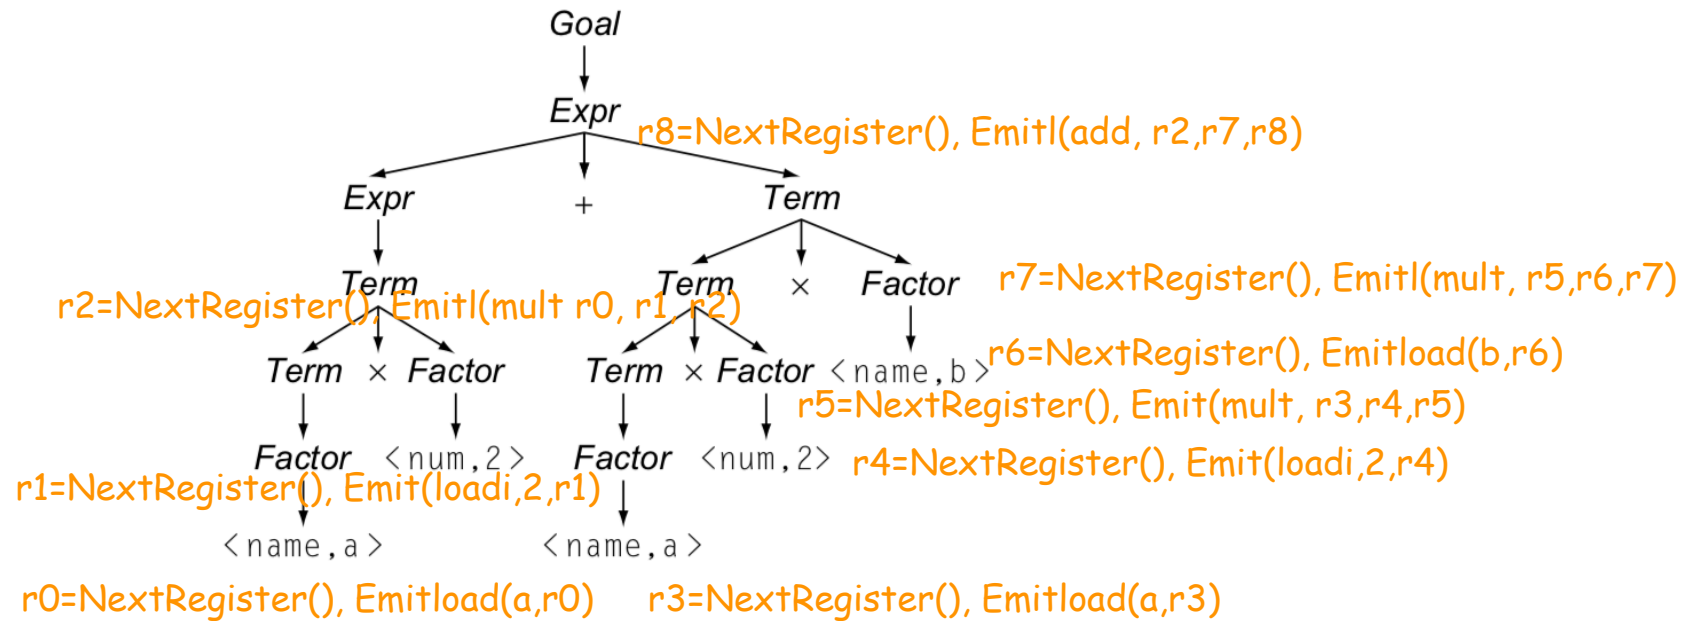 Goal
Expr
r8=NextRegister(), Emitl(add, r2,r7,r8)
Expr + Term
Term Term × Factor
r7=NextRegister(), Emitl(mult, r5,r6,r7)
r2=NextRegister(), Emitl(mult r0, r1, r2)
Term × Factor Term × Factor <name,b>
r6=NextRegister(), Emitload(b,r6)
r5=NextRegister(), Emit(mult, r3,r4,r5)
Factor <num,2> Factor <num,2>
r4=NextRegister(), Emit(loadi,2,r4)
r1=NextRegister(), Emit(loadi,2,r1)
<name,a> <name,a>
r0=NextRegister(), Emitload(a,r0) r3=NextRegister(), Emitload(a,r3)